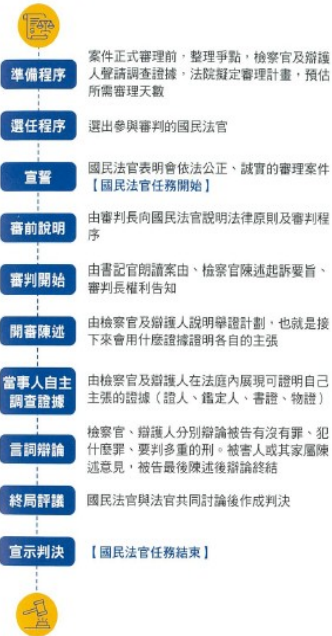 準備程序
案件正式審理前，整理爭點，檢察官及辯護
人聲請調查證據，法院擬定審理計畫，預估
所需審理天數
選任程序
選出參與審判的國民法官
宣誓
國民法官表明會依法公正、誠實的審理案件
【國民法官任務開始】
審前說明
由審判長向國民法官說明法律原則及審判程
序
審判開始
由書記官朗讀案由、檢察官陳述起訴要旨、
審判長權利告知
開審陳述
由檢察官及辯護人說明舉證計劃，也就是接
下來會用什麼證據證明各自的主張
當事人自主
調查證據
由檢察官及辯護人在法庭內展現可證明自己
主張的證據（證人、鑑定人、書證、物證）
言詞辯論
檢察官、辯護人分別辯論被告有沒有罪、犯
什麼罪、要判多重的刑。被害人或其家屬陳
述意見，被告最後陳述後辯論終結
終局評議
國民法官與法官共同討論後作成判決
宣示判決
【國民法官任務結束】